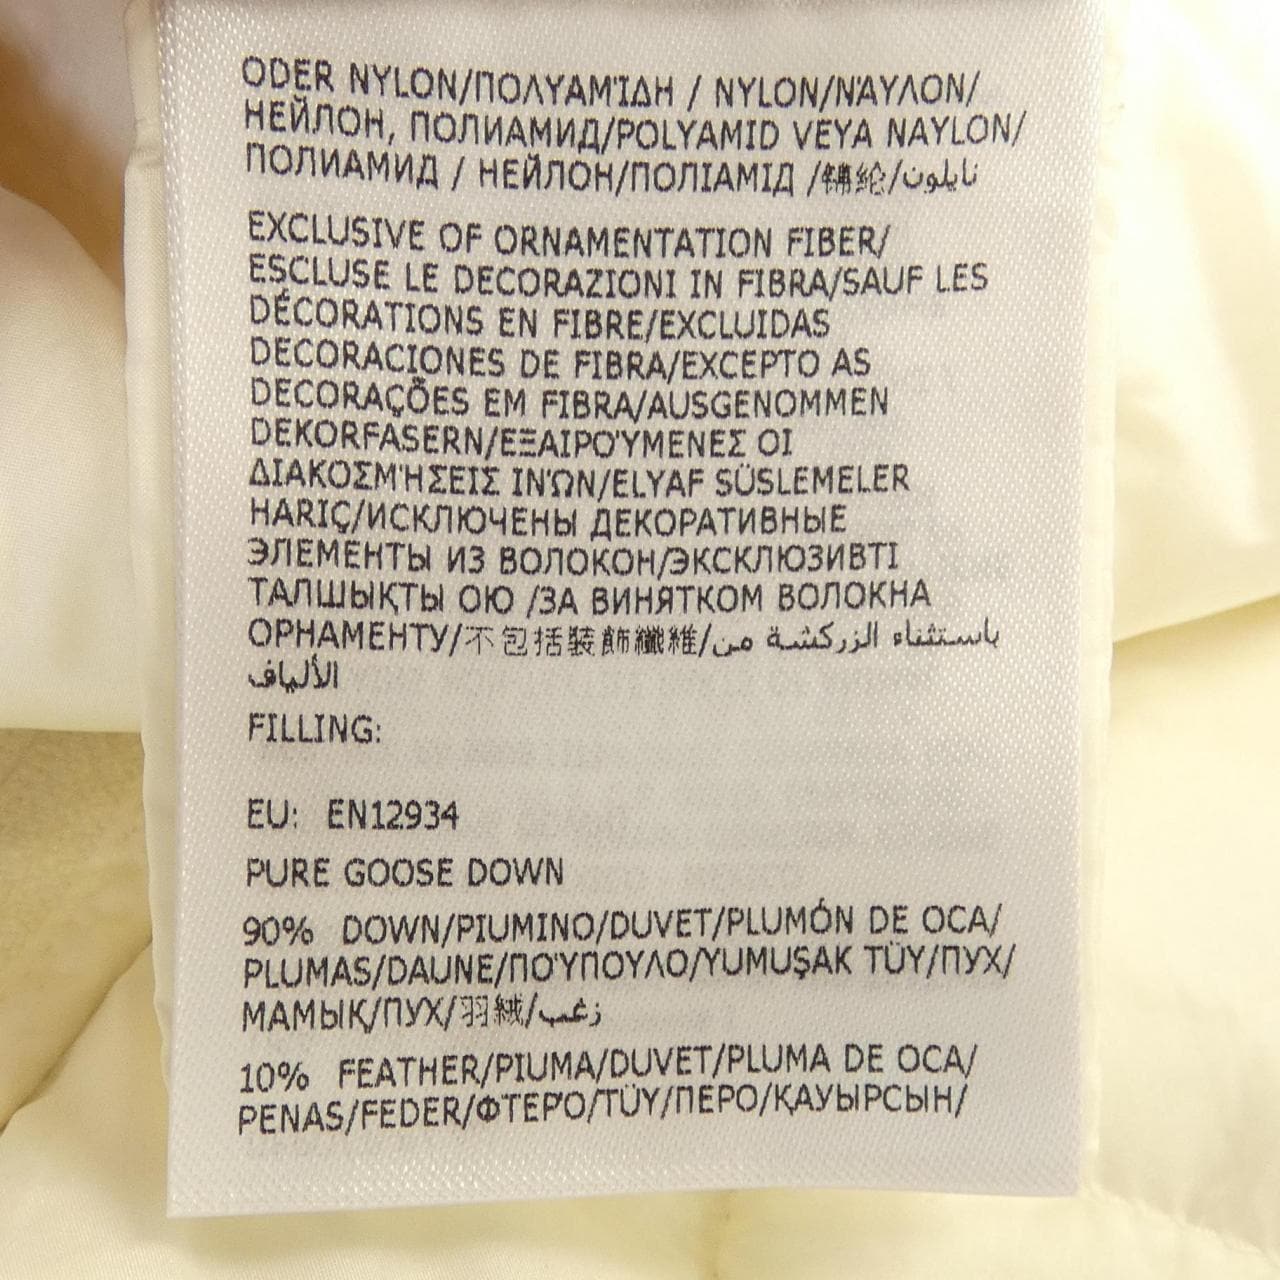 ODER NYLON/ΠΟΛΥΑΜΊΔΗ / NYLON/ΝΆΥΛΟΝ/
НЕЙЛОН, ПОЛИАМИД/POLYAMID VEYA NAYLON/
ПОЛИАМИД / НЕЙЛОН/ПОЛІАМІД /錦綸/نايلون
EXCLUSIVE OF ORNAMENTATION FIBER/
ESCLUSE LE DECORAZIONI IN FIBRA/SAUF LES
DÉCORATIONS EN FIBRE/EXCLUIDAS
DECORACIONES DE FIBRA/EXCEPTO AS
DECORAÇÕES EM FIBRA/AUSGENOMMEN
DEKORFASERN/ΕΞΑΙΡΟΎΜΕΝΕΣ ΟΙ
ΔΙΑΚΟΣΜΉΣΕΙΣ ΙΝΏΝ/ELYAF SÜSLEMELER
HARIÇ/ИСКЛЮЧЕНЫ ДЕКОРАТИВНЫЕ
ЭЛЕМЕНТЫ ИЗ ВОЛОКОН/ЭКСКЛЮЗИВТІ
ТАЛШЫҚТЫ ОЮ /ЗА ВИНЯТКОМ ВОЛОКНА
ОРНАМЕНТУ/不包括裝飾纖維/باستثناء الزركشة من
الألياف
FILLING:
EU: EN12934
PURE GOOSE DOWN
90% DOWN/PIUMINO/DUVET/PLUMÓN DE OCA/
PLUMAS/DAUNE/ΠΟΎΠΟΥΛΟ/YUMUŞAK TÜY/ПУХ/
МАМЫҚ/ПУХ/羽絨/زغب
10% FEATHER/PIUMA/DUVET/PLUMA DE OCA/
PENAS/FEDER/ΦΤΕΡΌ/TÜY/ПЕРО/ҚАУЫРСЫН/